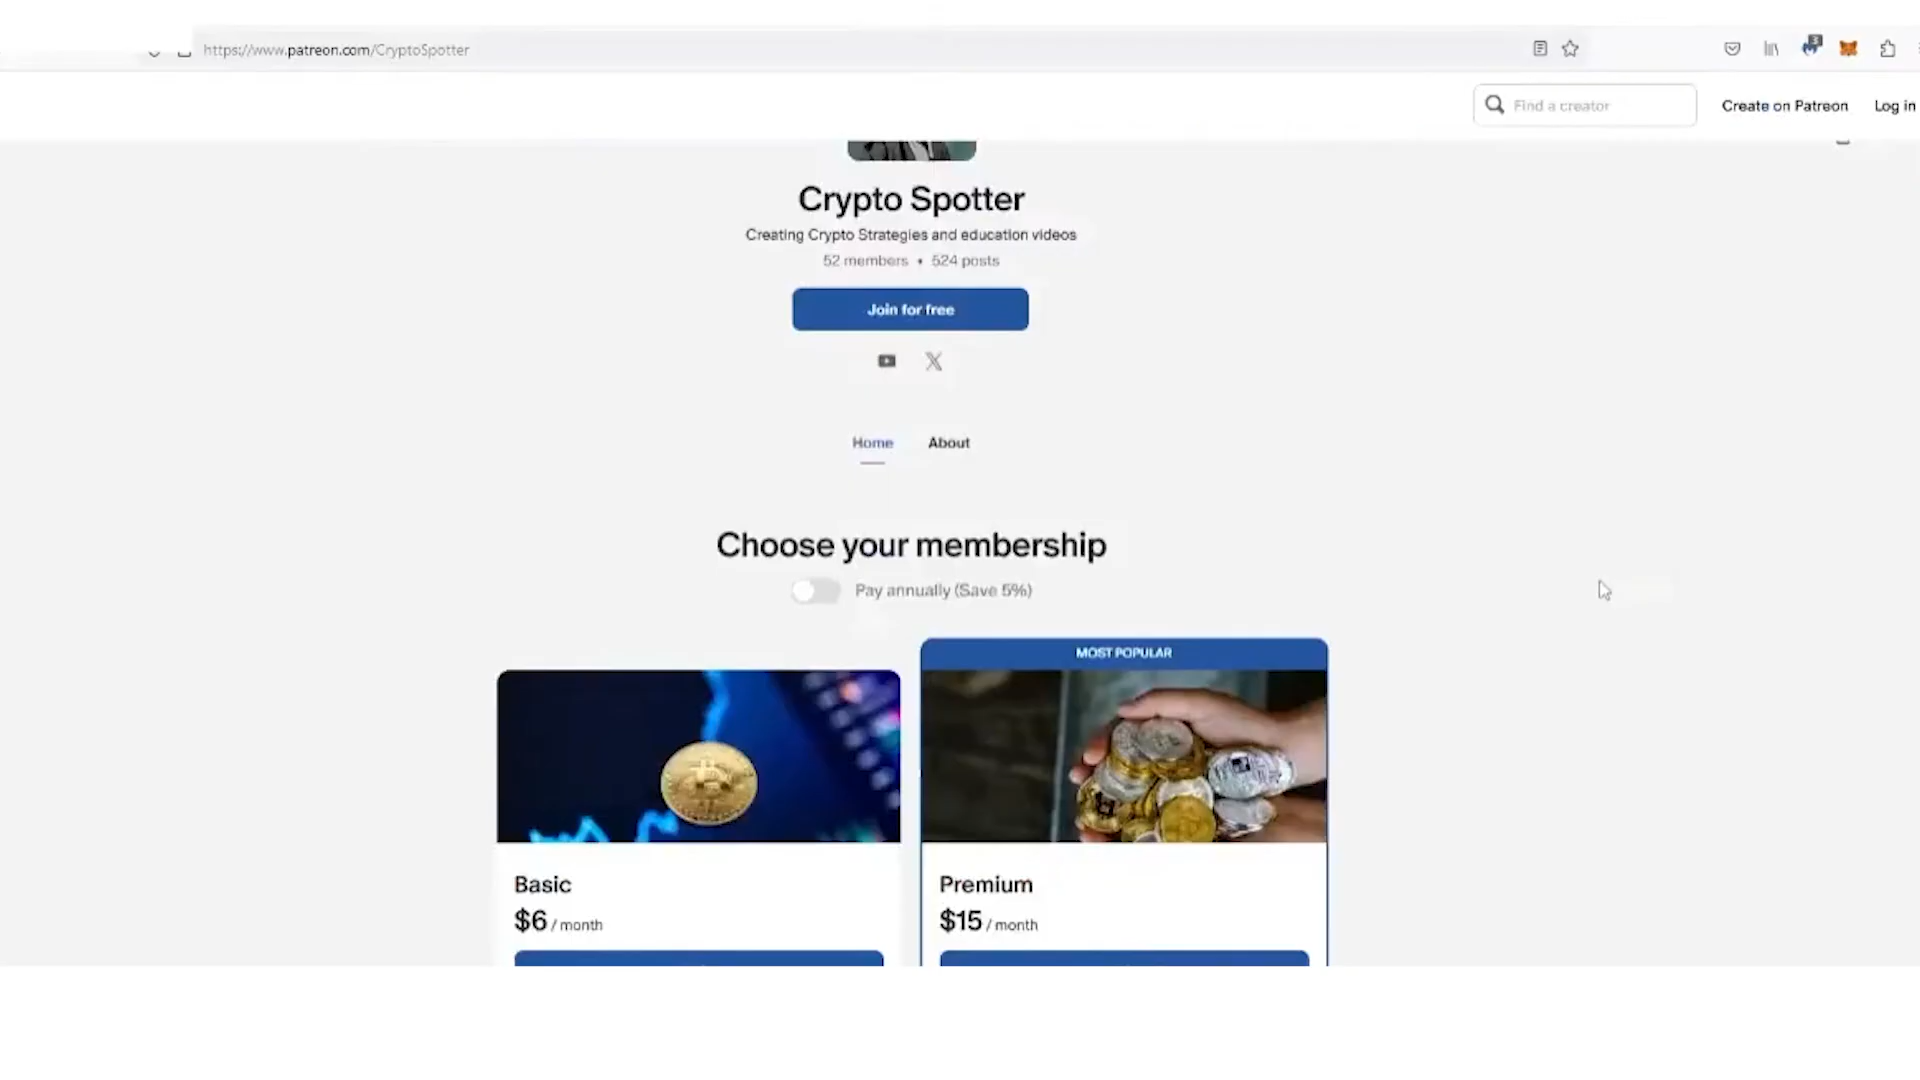 https://www.patreon.com/CryptoSpotter
3
Find a creator
Create on Patreon
Log in
Crypto Spotter
Creating Crypto Strategies and education videos
52 members • 524 posts
Join for free
Home
About
Choose your membership
Pay annually (Save 5%)
MOST POPULAR
Basic
$6 / month
Premium
$15 / month